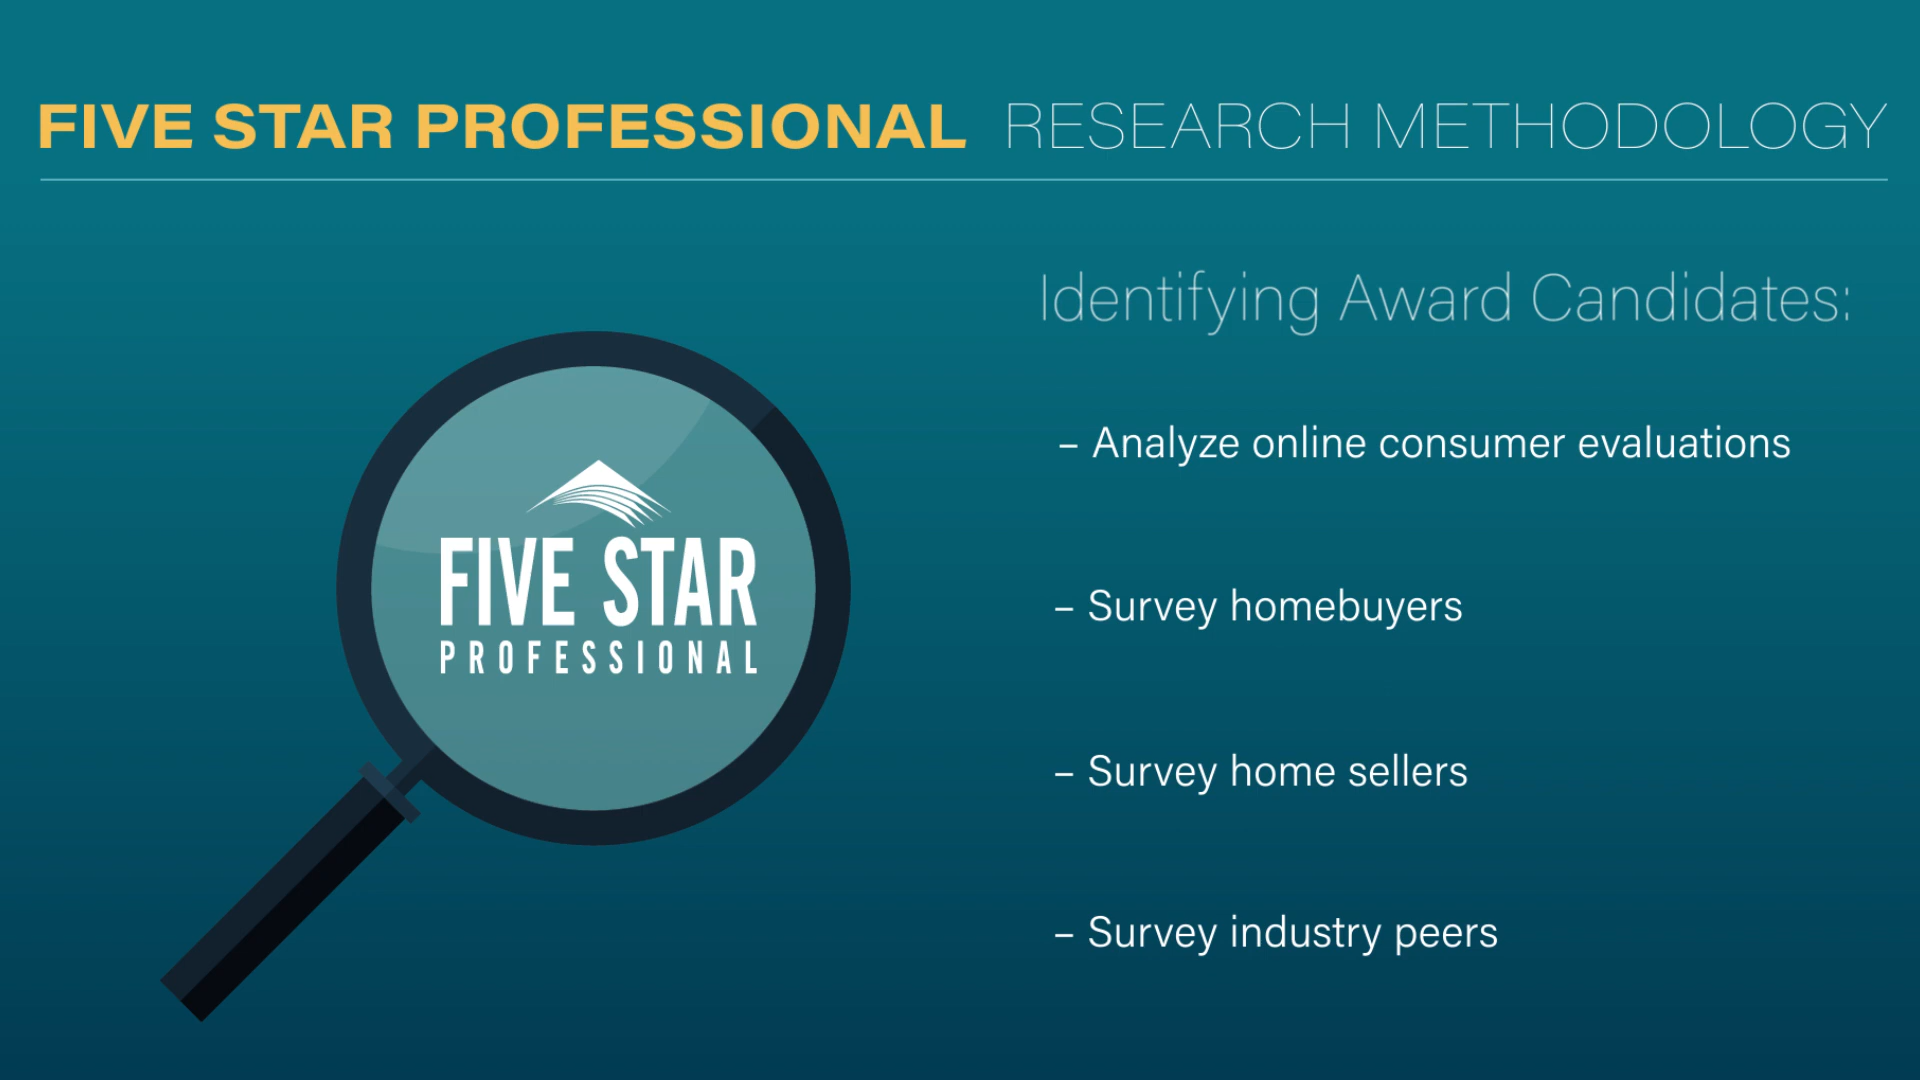 FIVE STAR PROFESSIONAL RESEARCH METHODOLOGY
FIVE STAR
PROFESSIONAL
Identifying Award Candidates:
– Analyze online consumer evaluations
– Survey homebuyers
– Survey home sellers
– Survey industry peers